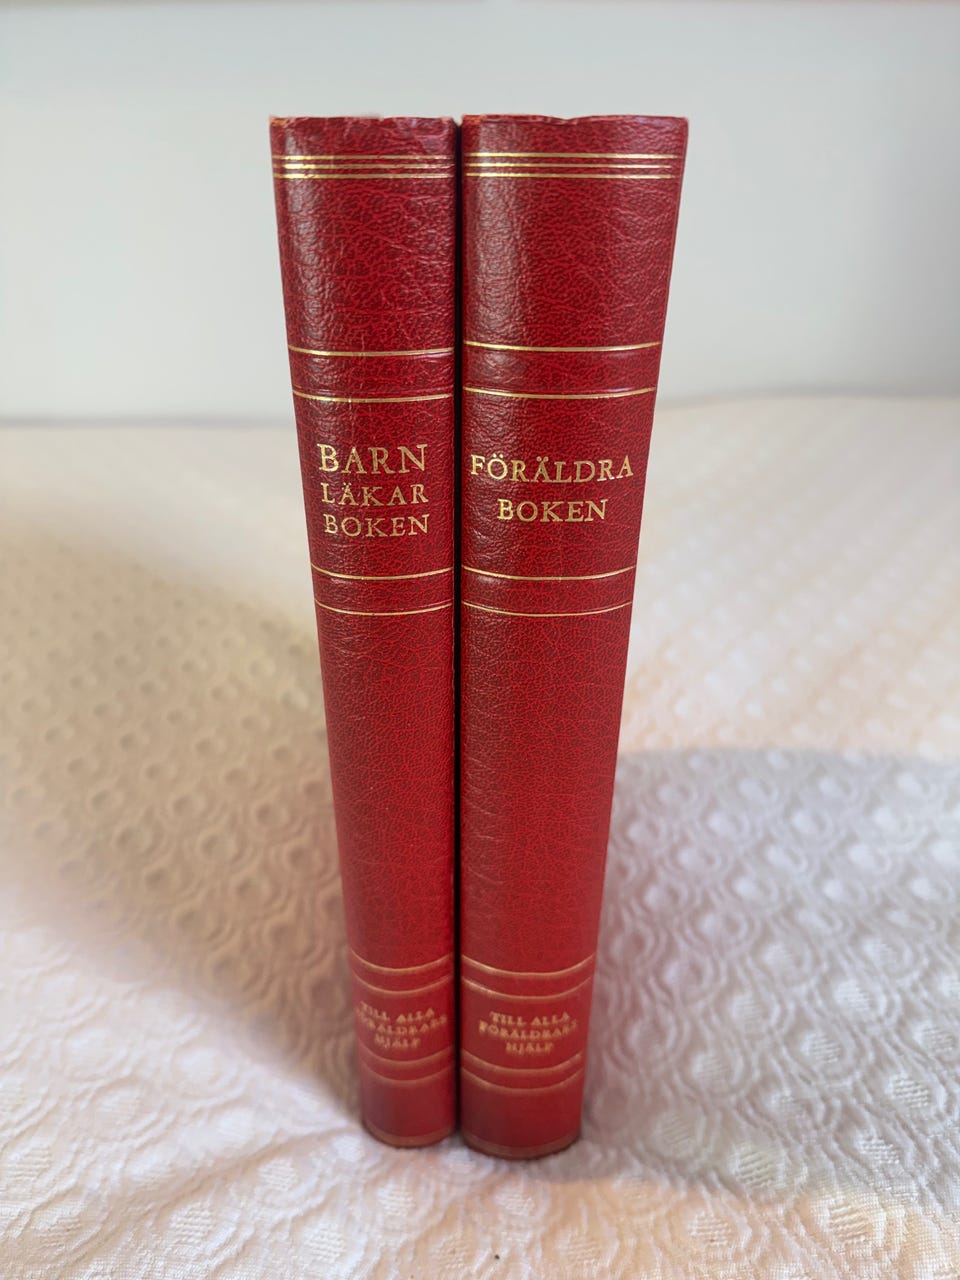 BARN
LÄKAR
BOKEN
TILL ALLA
FÖRÄLDRARS
HJÄLP
FÖRÄLDRA
BOKEN
TILL ALLA
FÖRÄLDRARS
HJÄLP